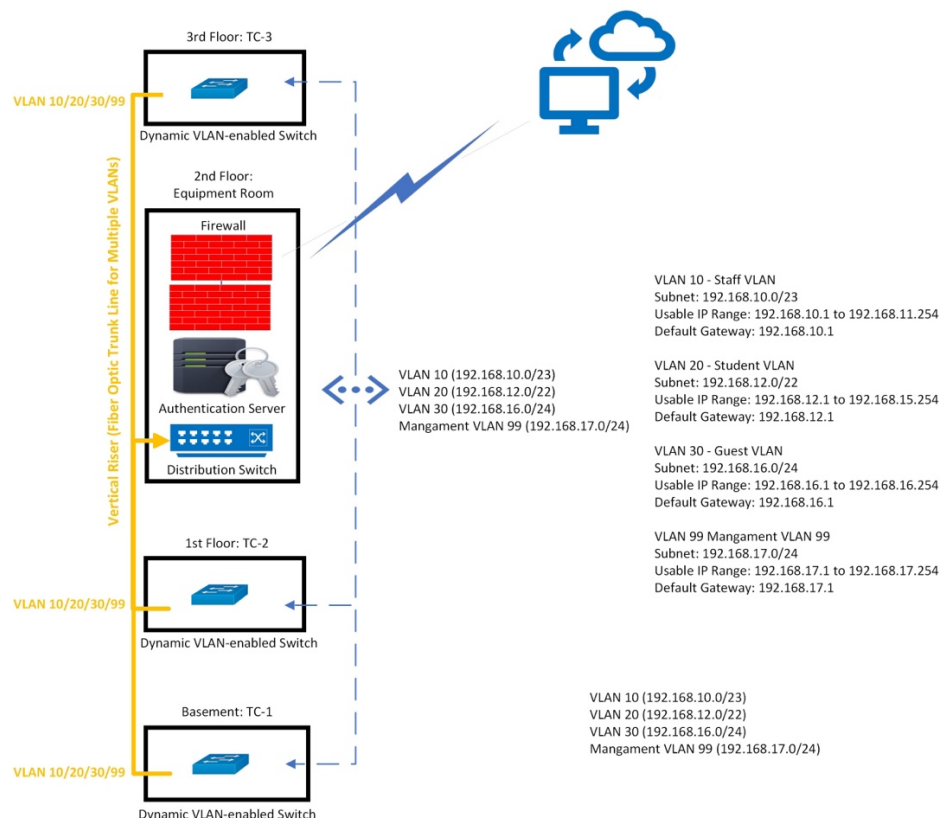 3rd Floor: TC-3
VLAN 10/20/30/99
Dynamic VLAN-enabled Switch
Vertical Riser (Fiber Optic Trunk Line for Multiple VLANs)
2nd Floor:
Equipment Room
Firewall
Authentication Server
Distribution Switch
VLAN 10 (192.168.10.0/23)
VLAN 20 (192.168.12.0/22)
VLAN 30 (192.168.16.0/24)
Mangament VLAN 99 (192.168.17.0/24)
VLAN 10 - Staff VLAN
Subnet: 192.168.10.0/23
Usable IP Range: 192.168.10.1 to 192.168.11.254
Default Gateway: 192.168.10.1
VLAN 20 - Student VLAN
Subnet: 192.168.12.0/22
Usable IP Range: 192.168.12.1 to 192.168.15.254
Default Gateway: 192.168.12.1
VLAN 30 - Guest VLAN
Subnet: 192.168.16.0/24
Usable IP Range: 192.168.16.1 to 192.168.16.254
Default Gateway: 192.168.16.1
VLAN 99 Mangament VLAN 99
Subnet: 192.168.17.0/24
Usable IP Range: 192.168.17.1 to 192.168.17.254
Default Gateway: 192.168.17.1
1st Floor: TC-2
VLAN 10/20/30/99
Dynamic VLAN-enabled Switch
Basement: TC-1
VLAN 10/20/30/99
Dynamic VLAN-enabled Switch
VLAN 10 (192.168.10.0/23)
VLAN 20 (192.168.12.0/22)
VLAN 30 (192.168.16.0/24)
Mangament VLAN 99 (192.168.17.0/24)